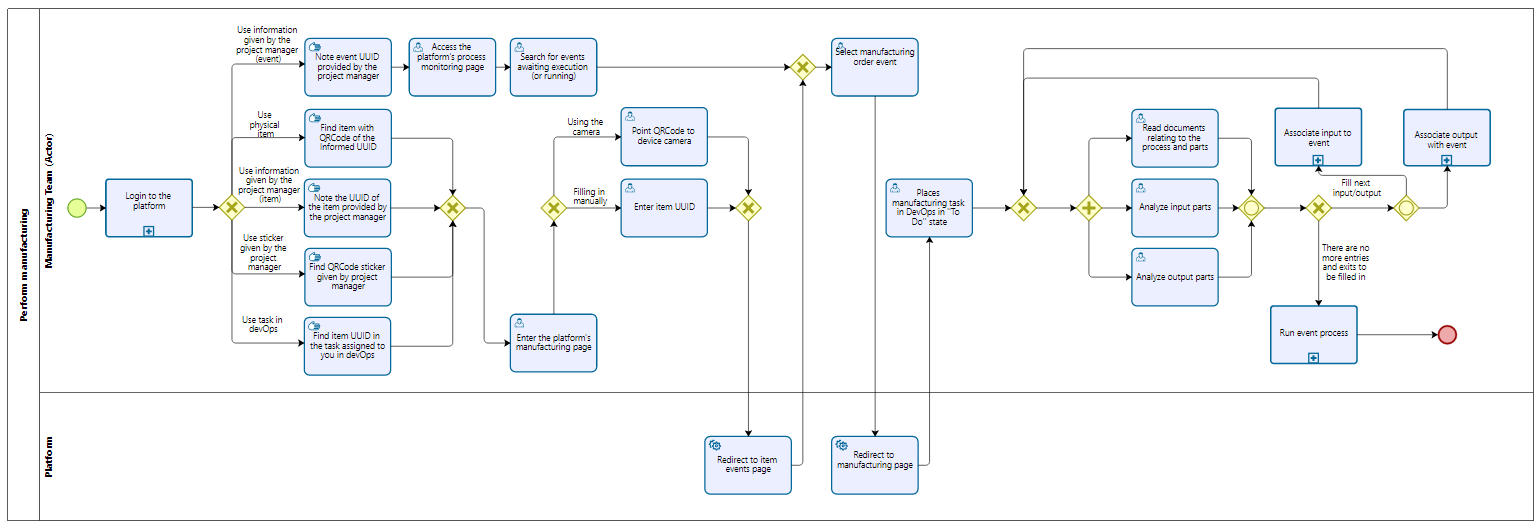 Perform manufacturing
Manufacturing Team (Actor)
Login to the
platform
Use information
given by the
project manager
(event)
Note event UUID
provided by the
project manager
Access the
platform's process
monitoring page
Search for events
awaiting execution
(or running)
Use
physical
item
Find item with
QRCode of the
Informed UUID
Use information
given by the
project manager
(item)
Note the UUID of
the item provided by
the project manager
Use sticker
given by the
project
manager
Find QRCode sticker
given by project
manager
Use task in
devOps
Find item UUID in
the task assigned to
you in devOps
Enter the platform's
manufacturing page
Using the
camera
Point QRCode to
device camera
Filling in
manually
Enter item UUID
Select manufacturing
order event
Places
manufacturing task
in DevOps in "To
Do" state
Read documents
relating to the
process and parts
Analyze input parts
Analyze output parts
Associate input to
event
Associate output
with event
Fill next
input/output
There are no
more entries
and exits to
be filled in
Run event process
Platform
Redirect to item
events page
Redirect to
manufacturing page